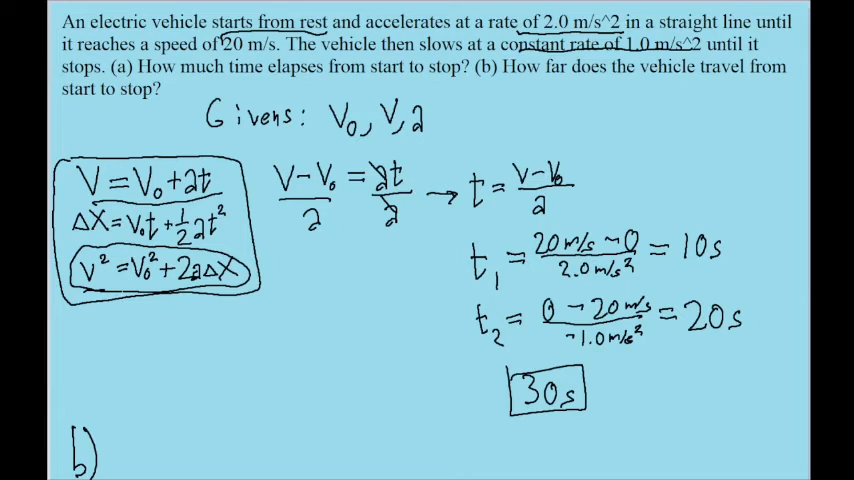 An electric vehicle starts from rest and accelerates at a rate of 2.0 m/s^2 in a straight line until
it reaches a speed of 20 m/s. The vehicle then slows at a constant rate of 1.0 m/s^2 until it
stops. (a) How much time elapses from start to stop? (b) How far does the vehicle travel from
start to stop?
Givens: V₀, V, a
V = V₀ + at
ΔX = V₀t + 1/2 at²
V² = V₀² + 2aΔX
(V - V₀)/a = at/a → t = (V - V₀)/a
t₁ = (20 m/s - 0)/(2.0 m/s²) = 10s
t₂ = (0 - 20 m/s)/(-1.0 m/s²) = 20s
30s
b)